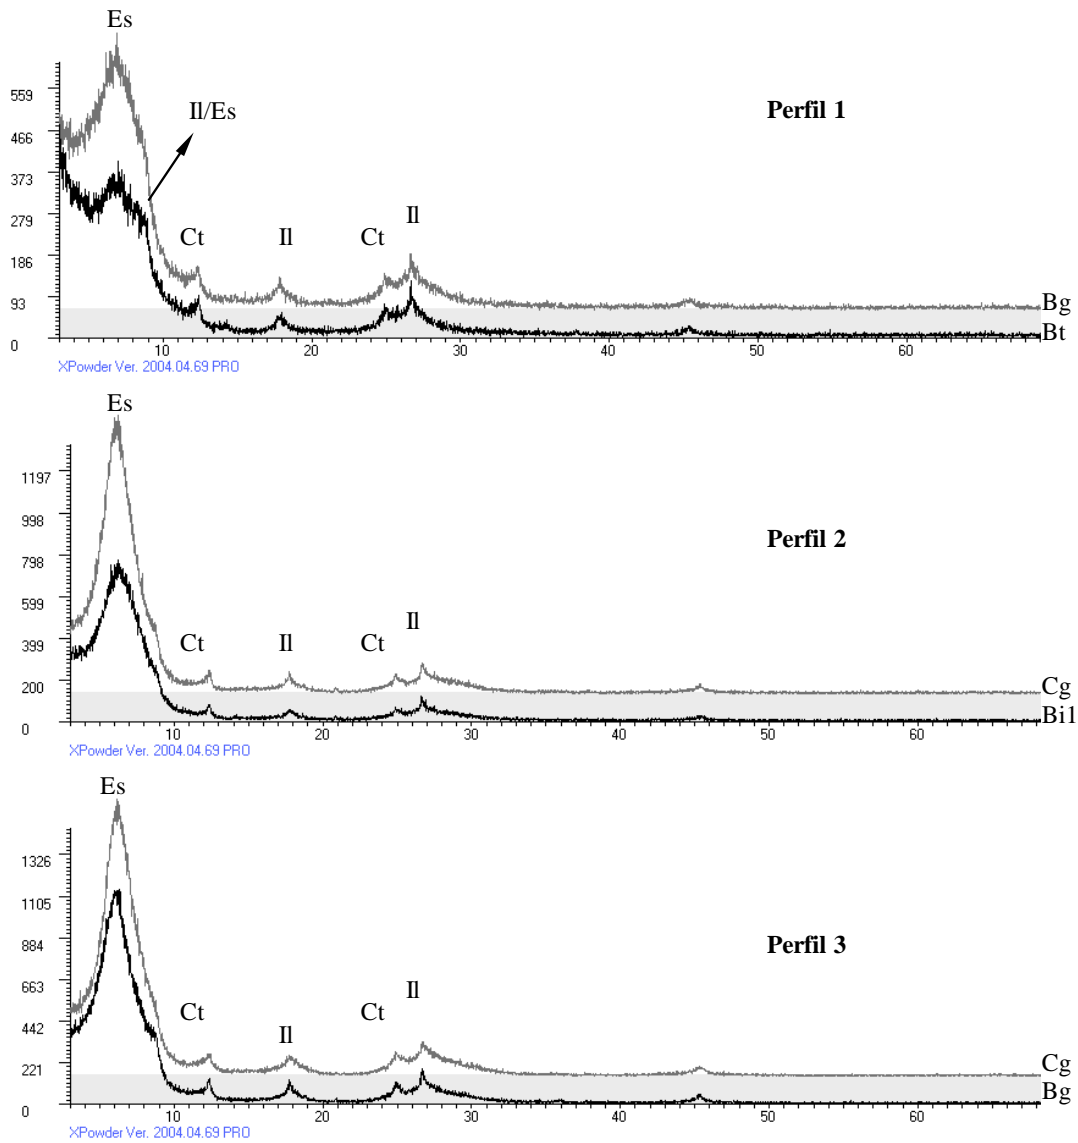 Es
559
Il/Es
Perfil 1
466
373
279
Ct
Il
Ct
Il
186
93
Bg
0
Bt
10
20
30
40
50
60
XPowder Ver. 2004.04.69 PRO
Es
1197
998
Perfil 2
798
599
399
Ct
Il
Ct
Il
200
Cg
0
Bi1
10
20
30
40
50
60
XPowder Ver. 2004.04.69 PRO
Es
1326
1105
884
Perfil 3
663
442
Ct
Il
Ct
Il
221
Cg
0
Bg
10
20
30
40
50
60
XPowder Ver. 2004.04.69 PRO